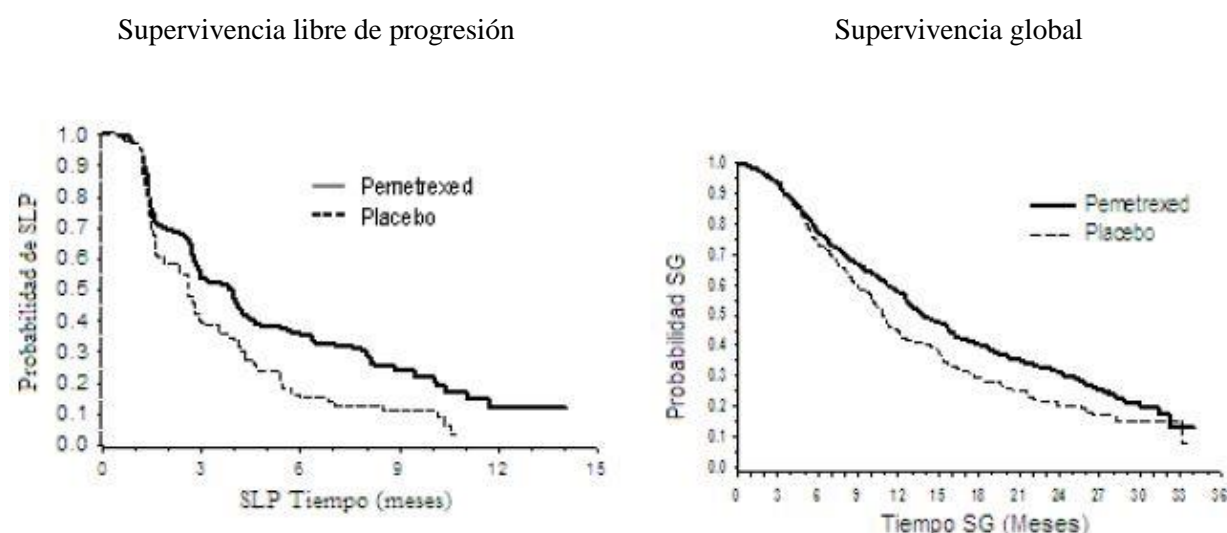 Supervivencia libre de progresión
Supervivencia global
Probabilidad de SLP
1.0
0.9
0.8
0.7
0.6
0.5
0.4
0.3
0.2
0.1
0.0
Pemetrexed
Placebo
0 3 6 9 12 15
SLP Tiempo (meses)
Probabilidad SG
1.0
0.9
0.8
0.7
0.6
0.5
0.4
0.3
0.2
0.1
0.0
Pemetrexed
Placebo
0 3 6 9 12 15 18 21 24 27 30 33 36
Tiempo SG (Meses)